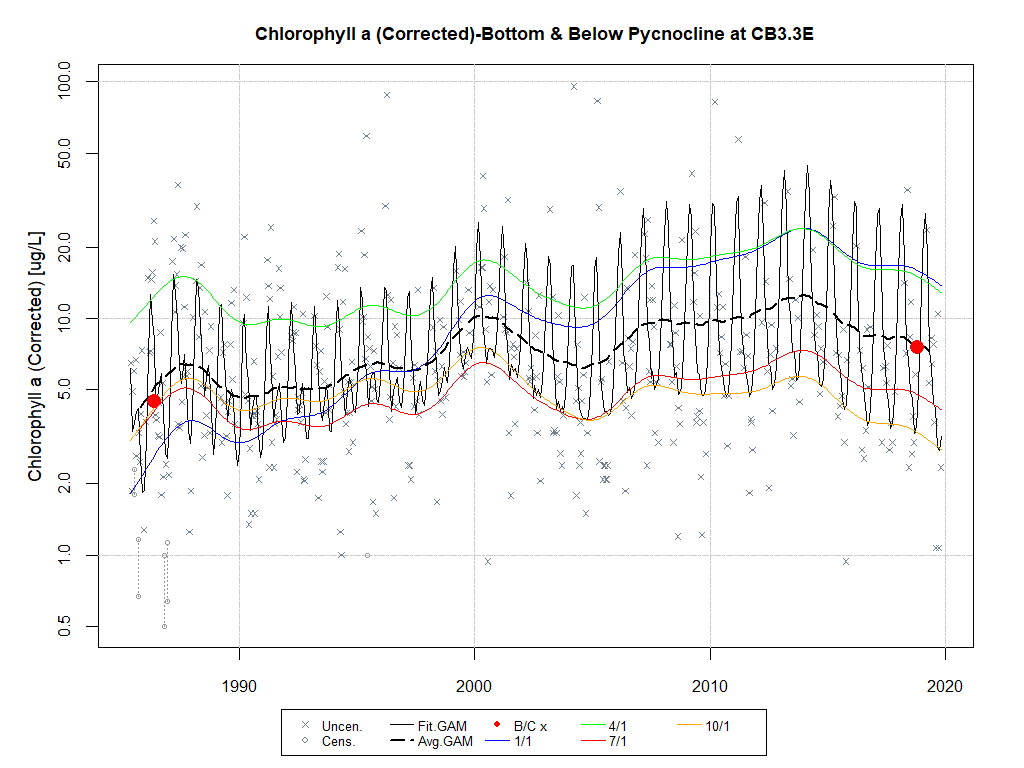 Chlorophyll a (Corrected)-Bottom & Below Pycnocline at CB3.3E
Chlorophyll a (Corrected) [ug/L]
100.0
50.0
20.0
10.0
5.0
2.0
1.0
0.5
1990 2000 2010 2020
Uncen. Fit.GAM B/C x 4/1 10/1
Cens. Avg.GAM 1/1 7/1